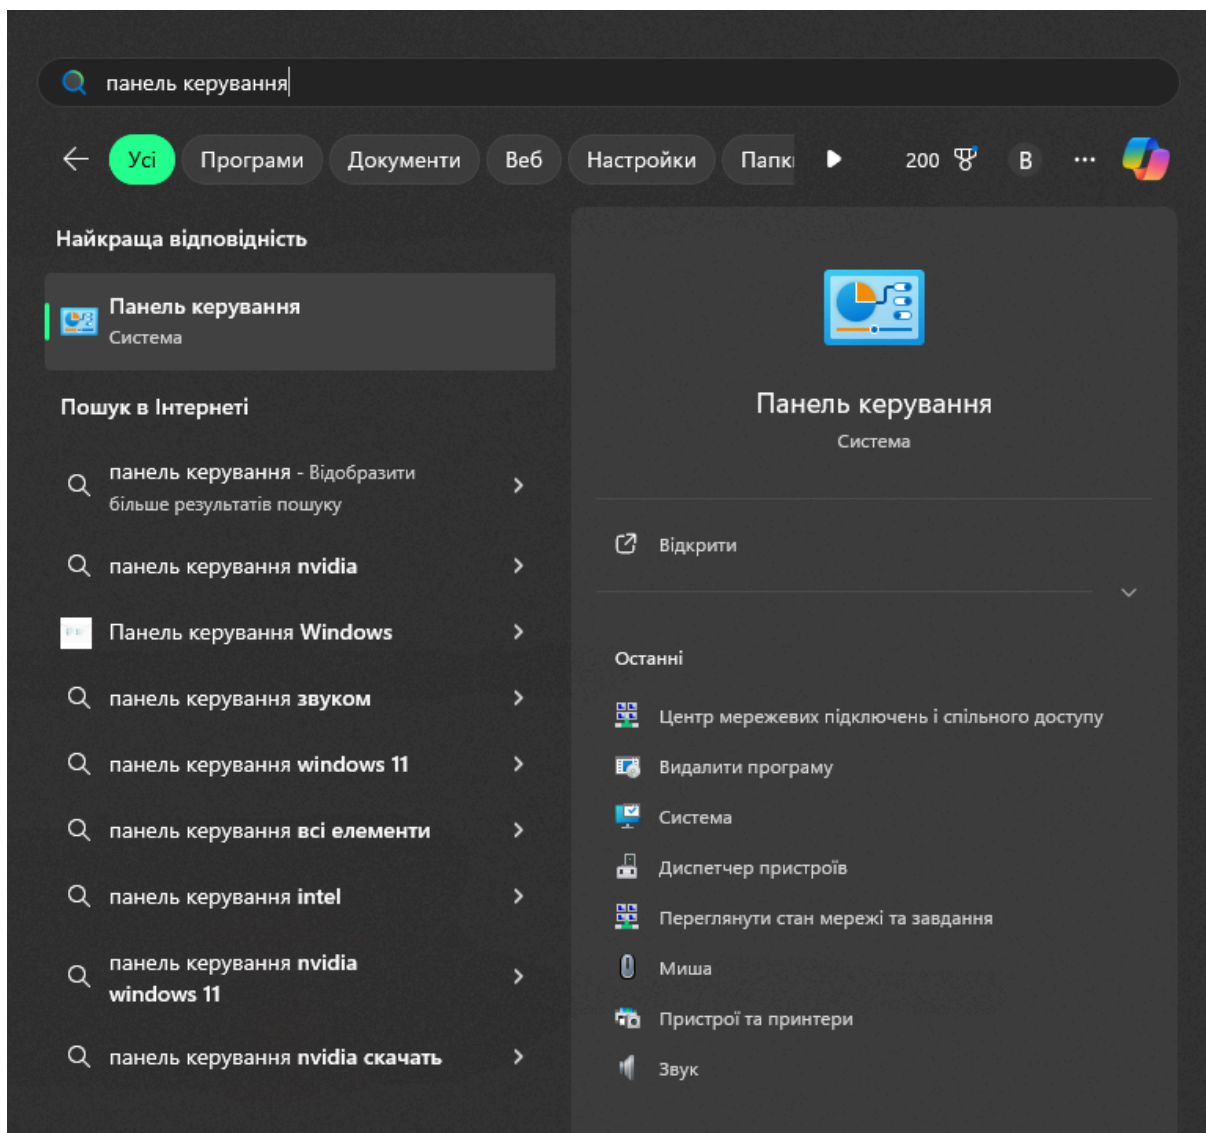 панель керування
Усі
Програми
Документи
Веб
Настройки
Папк
200
В
Найкраща відповідність
Панель керування
Система
Пошук в Інтернеті
панель керування - Відобразити
більше результатів пошуку
панель керування nvidia
Панель керування Windows
панель керування звуком
панель керування windows 11
панель керування всі елементи
панель керування intel
панель керування nvidia
windows 11
панель керування nvidia скачать
Панель керування
Система
Відкрити
Останні
Центр мережевих підключень і спільного доступу
Видалити програму
Система
Диспетчер пристроїв
Переглянути стан мережі та завдання
Миша
Пристрої та принтери
Звук